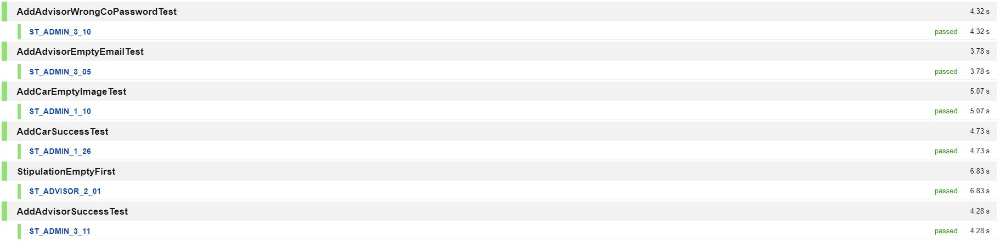 AddAdvisorWrongCoPasswordTest 4.32 s
ST_ADMIN_3_10 passed 4.32 s
AddAdvisorEmptyEmailTest 3.78 s
ST_ADMIN_3_05 passed 3.78 s
AddCarEmptyImageTest 5.07 s
ST_ADMIN_1_10 passed 5.07 s
AddCarSuccessTest 4.73 s
ST_ADMIN_1_26 passed 4.73 s
StipulationEmptyFirst 6.83 s
ST_ADVISOR_2_01 passed 6.83 s
AddAdvisorSuccessTest 4.28 s
ST_ADMIN_3_11 passed 4.28 s